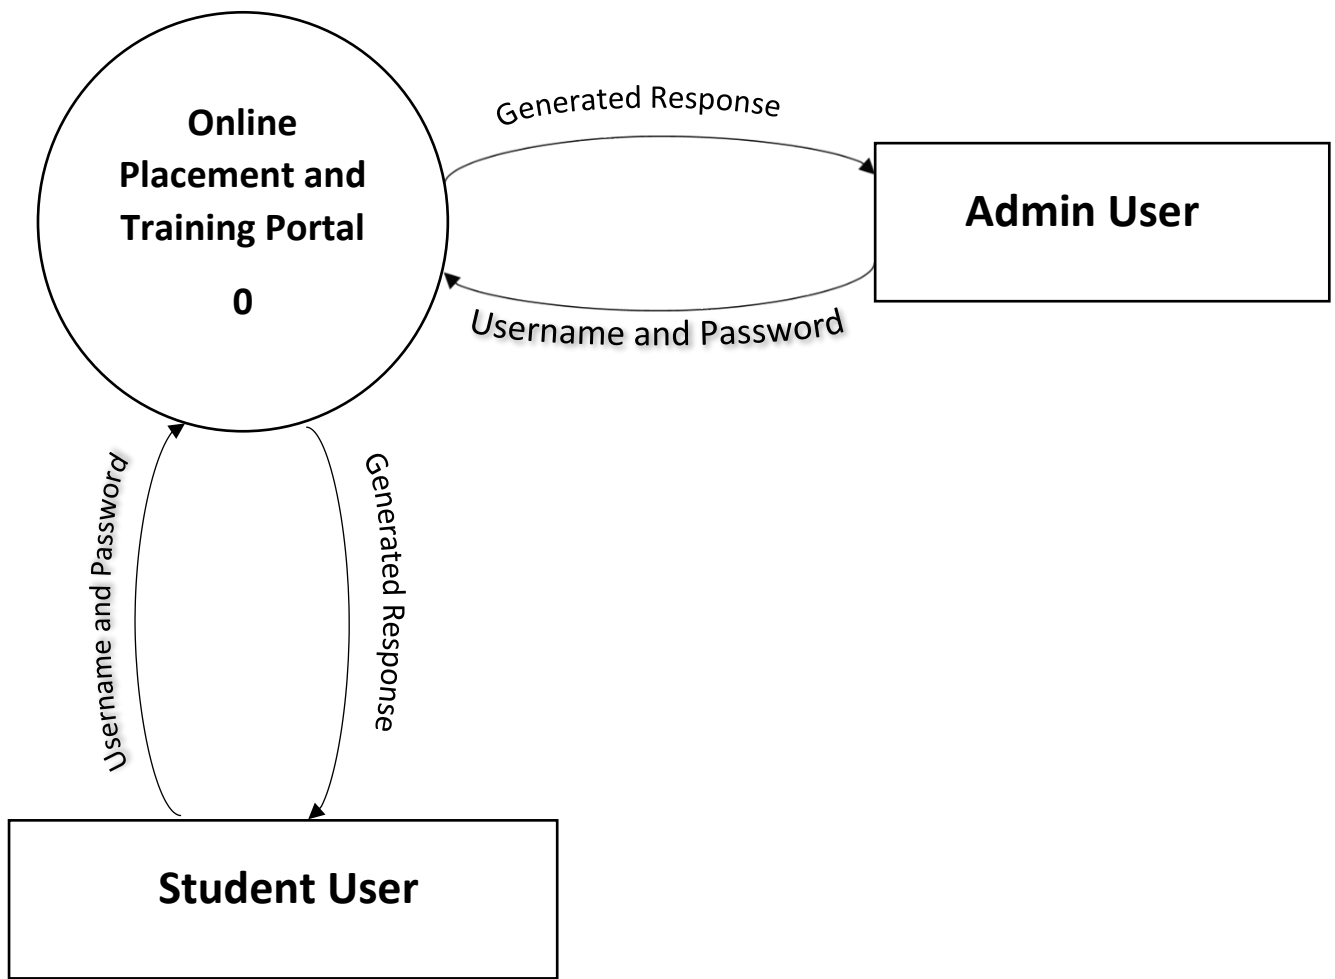 Online
Placement and
Training Portal
0
Generated Response
Admin User
Username and Password
Username and Password
Generated Response
Student User